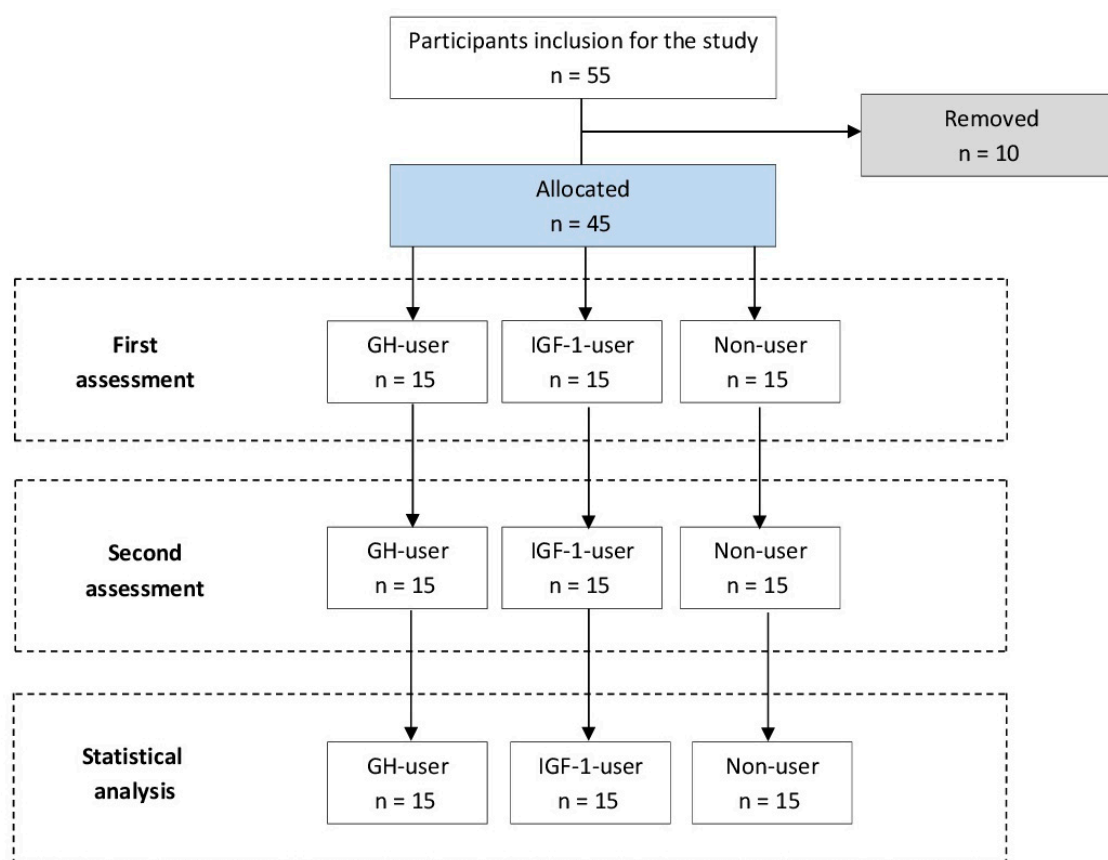 Participants inclusion for the study
n = 55
Removed
n = 10
Allocated
n = 45
First
assessment
GH-user
n = 15
IGF-1-user
n = 15
Non-user
n = 15
Second
assessment
GH-user
n = 15
IGF-1-user
n = 15
Non-user
n = 15
Statistical
analysis
GH-user
n = 15
IGF-1-user
n = 15
Non-user
n = 15